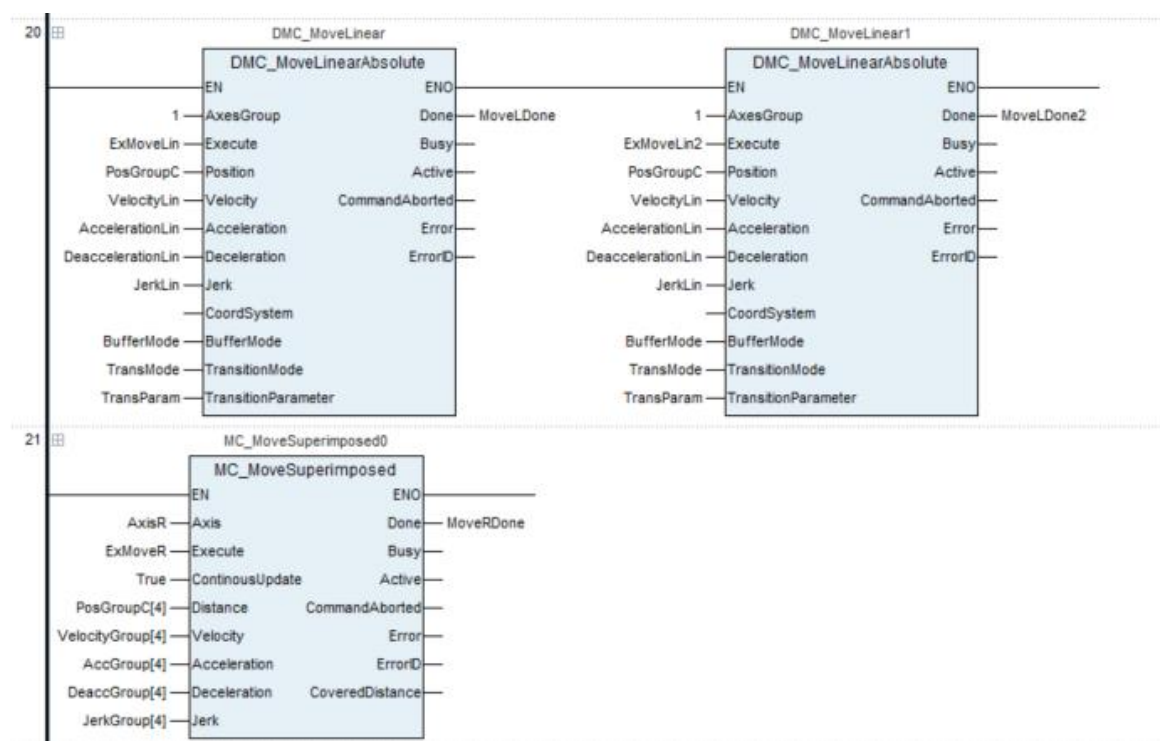 20
DMC_MoveLinear DMC_MoveLinear1
DMC_MoveLinearAbsolute DMC_MoveLinearAbsolute
EN ENO EN ENO
1 AxesGroup Done MoveLDone 1 AxesGroup Done MoveLDone2
ExMoveLin Execute Busy ExMoveLin2 Execute Busy
PosGroupC Position Active PosGroupC Position Active
VelocityLin Velocity CommandAborted VelocityLin Velocity CommandAborted
AccelerationLin Acceleration Error AccelerationLin Acceleration Error
DeaccelerationLin Deceleration ErrorID DeaccelerationLin Deceleration ErrorID
JerkLin Jerk JerkLin Jerk
CoordSystem CoordSystem
BufferMode BufferMode BufferMode BufferMode
TransMode TransitionMode TransMode TransitionMode
TransParam TransitionParameter TransParam TransitionParameter
21
MC_MoveSuperimposed0
MC_MoveSuperimposed
EN ENO
AxisR Axis Done MoveRDone
ExMoveR Execute Busy
True ContinousUpdate Active
PosGroupC[4] Distance CommandAborted
VelocityGroup[4] Velocity Error
AccGroup[4] Acceleration ErrorID
DeaccGroup[4] Deceleration CoveredDistance
JerkGroup[4] Jerk